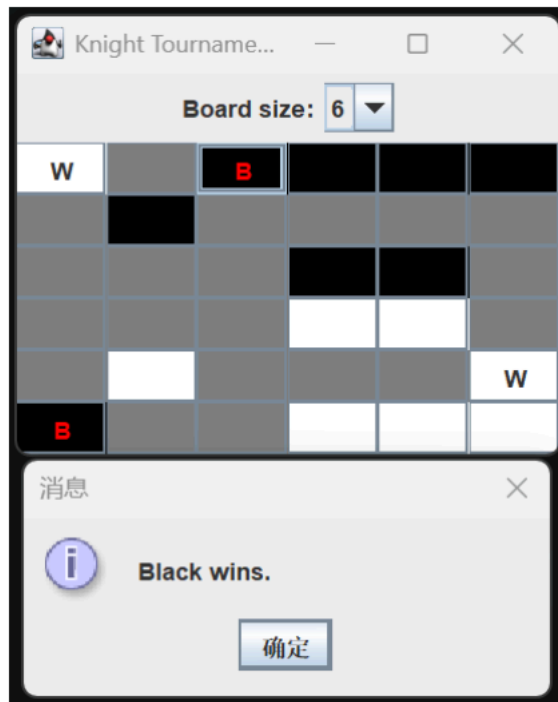 Knight Tourname...
Board size: 6
W B
W
B
消息
Black wins.
确定